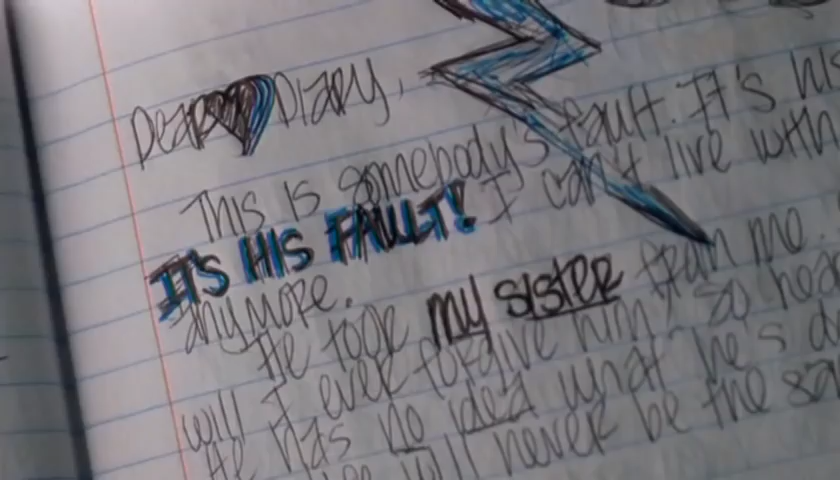 Dear Diary,
This is somebody's fault. It's his
IT'S HIS FAULT! I can't live with
anymore.
He took my sister from me.
will I ever forgive him, so
He has no idea what he's
will never be the